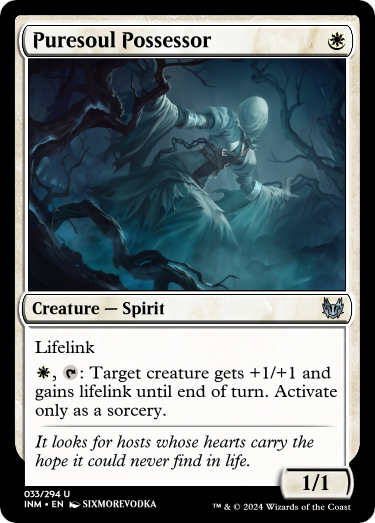 Puresoul Possessor
Creature — Spirit
Lifelink
, : Target creature gets +1/+1 and
gains lifelink until end of turn. Activate
only as a sorcery.
It looks for hosts whose hearts carry the
hope it could never find in life.
1/1
033/294 U
INM • EN SIXMOREVODKA
™ & © 2024 Wizards of the Coast